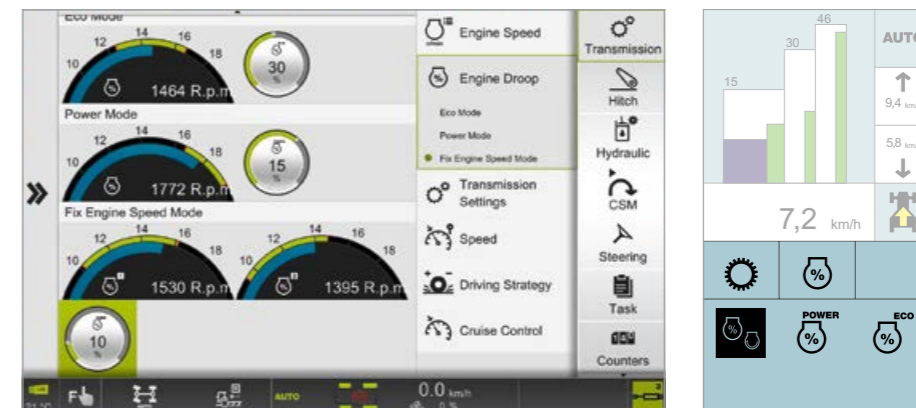 Eco Mode
10 12 14 16 18
1464 R.p.m
30
%
Power Mode
10 12 14 16 18
1772 R.p.m
15
%
Fix Engine Speed Mode
10 12 14 16 18
1530 R.p.m
10 12 14 16 18
1395 R.p.m
10
%
Engine Speed
Engine Droop
Eco Mode
Power Mode
Fix Engine Speed Mode
Transmission
Settings
Speed
Driving Strategy
Cruise Control
Transmission
Hitch
Hydraulic
CSM
Steering
Task
Counters
F
AUTO
0.0 km/h
0 %
15
30
46
AUTO
9,4 km
5,8 km
7,2 km/h
%
%
POWER
%
ECO
%